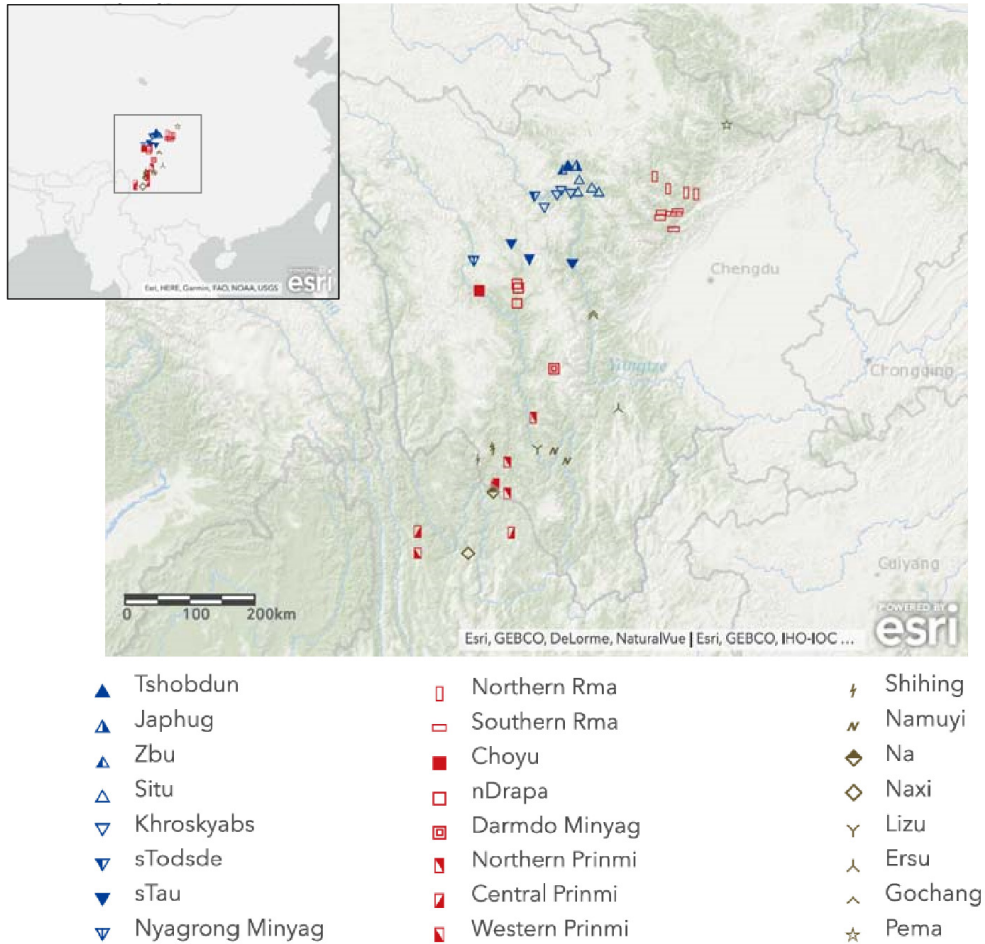 Esri, HERE, Garmin, FAO, NOAA, USGS
POWERED BY
esri
Chengdu
Yangtze
Chongqing
Guiyang
0 100 200km
Esri, GEBCO, DeLorme, NaturalVue | Esri, GEBCO, IHO-IOC ...
POWERED BY
esri
Tshobdun
Japhug
Zbu
Situ
Khroskyabs
sTodsde
sTau
Nyagrong Minyag
Northern Rma
Southern Rma
Choyu
nDrapa
Darmdo Minyag
Northern Prinmi
Central Prinmi
Western Prinmi
Shihing
Namuyi
Na
Naxi
Lizu
Ersu
Gochang
Pema